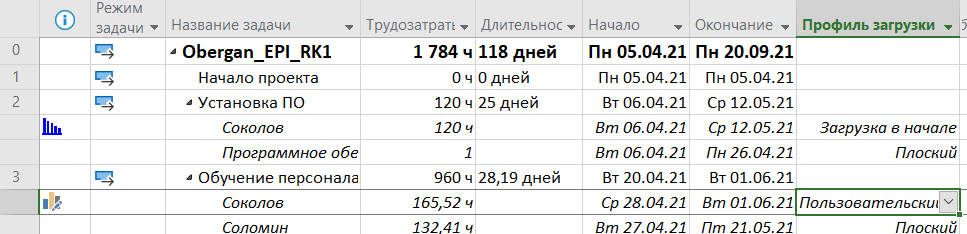 Режим задачи Название задачи Трудозатраты Длительнос Начало Окончание Профиль загрузки
0 Obergan_EPI_RK1 1 784 ч 118 дней Пн 05.04.21 Пн 20.09.21
1 Начало проекта 0 ч 0 дней Пн 05.04.21 Пн 05.04.21
2 Установка ПО 120 ч 25 дней Вт 06.04.21 Ср 12.05.21
Соколов 120 ч Вт 06.04.21 Ср 12.05.21 Загрузка в начале
Программное обе 1 Вт 06.04.21 Пн 26.04.21 Плоский
3 Обучение персонала 960 ч 28,19 дней Вт 20.04.21 Вт 01.06.21
Соколов 165,52 ч Ср 28.04.21 Вт 01.06.21 Пользовательски
Соломин 132,41 ч Вт 27.04.21 Пт 21.05.21 Плоский